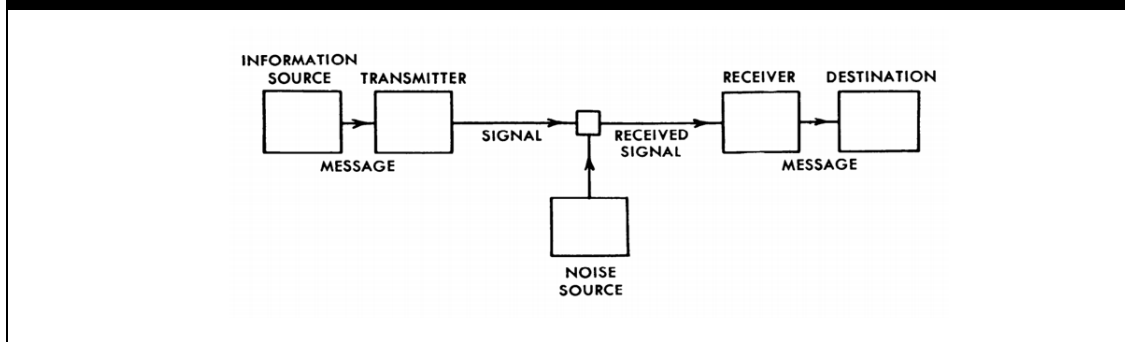 INFORMATION
SOURCE
TRANSMITTER
RECEIVER
DESTINATION
SIGNAL
RECEIVED
SIGNAL
MESSAGE
MESSAGE
NOISE
SOURCE